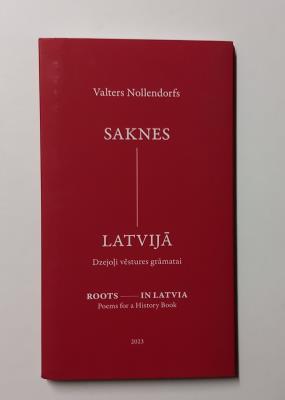 Valters Nollendorfs
SAKNES
LATVIJĀ
Dzejoļi vēstures grāmatai
ROOTS —— IN LATVIA
Poems for a History Book
2023